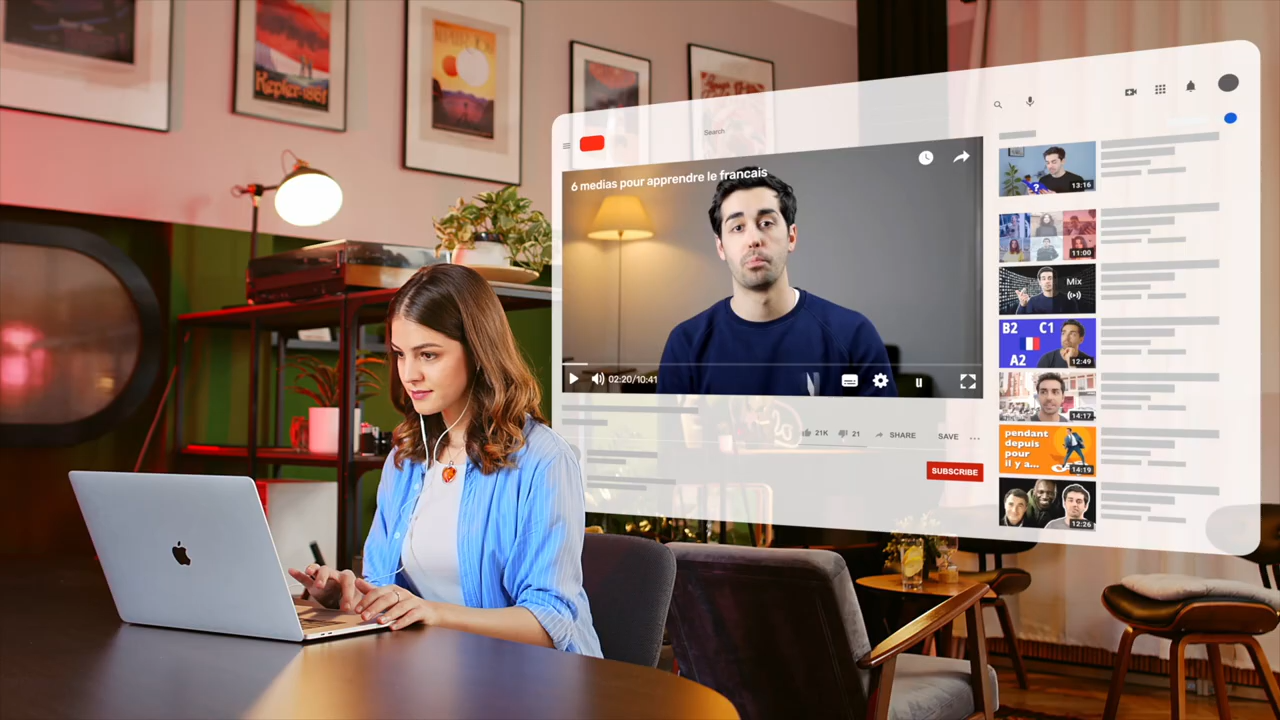 Kepler-186f
Search
6 medias pour apprendre le francais
02:20/10:41
21K
21
SHARE
SAVE
SUBSCRIBE
13:16
11:00
Mix
B2 C1
A2
12:49
14:17
pendant
depuis
pour
il y a...
14:19
12:26